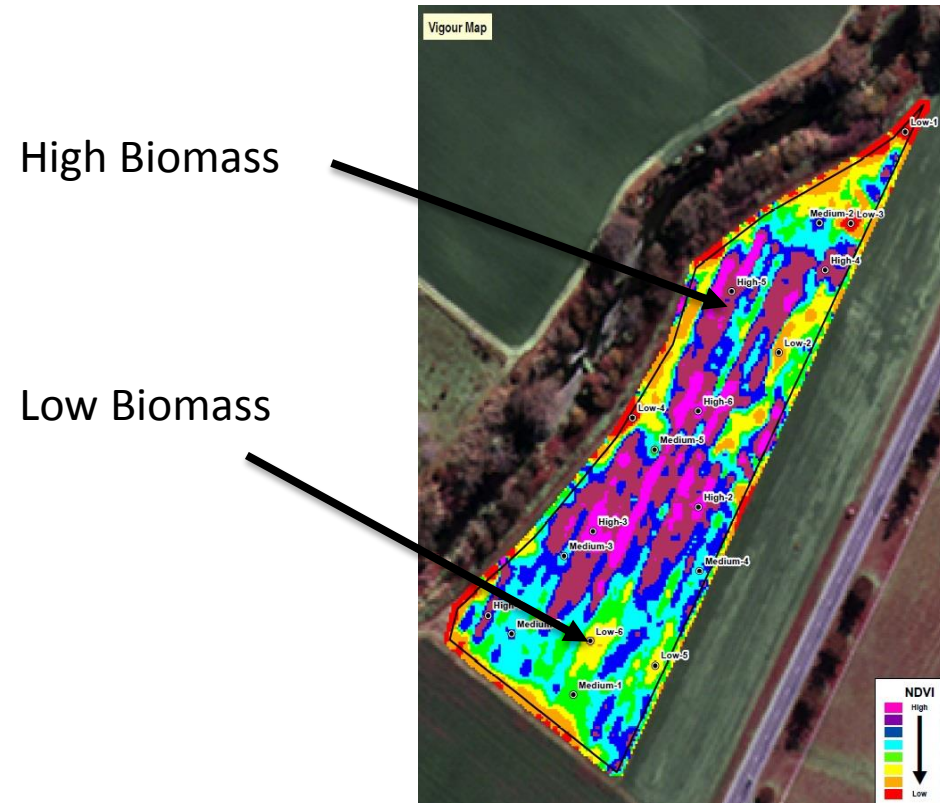 Vigour Map
High Biomass
Low Biomass
Low-1
Medium-2
Low-3
High-4
High-5
Low-2
High-6
Low-4
Medium-5
High-2
High-3
Medium-3
Medium-4
High
Medium
Low-6
Low-5
Medium-1
NDVI
High
Low